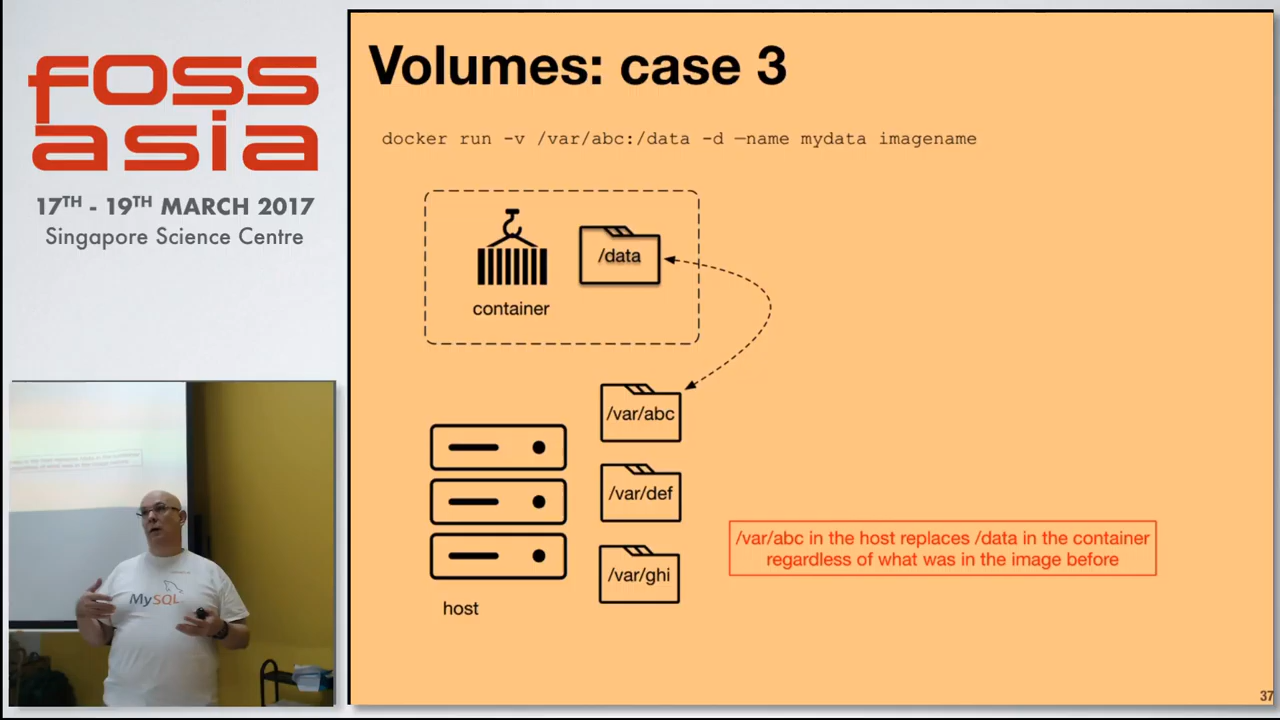 foss
asia
17TH - 19TH MARCH 2017
Singapore Science Centre
Volumes: case 3
docker run -v /var/abc:/data -d —name mydata imagename
/data
container
/var/abc
/var/def
/var/ghi
host
/var/abc in the host replaces /data in the container
regardless of what was in the image before
MySQL
37